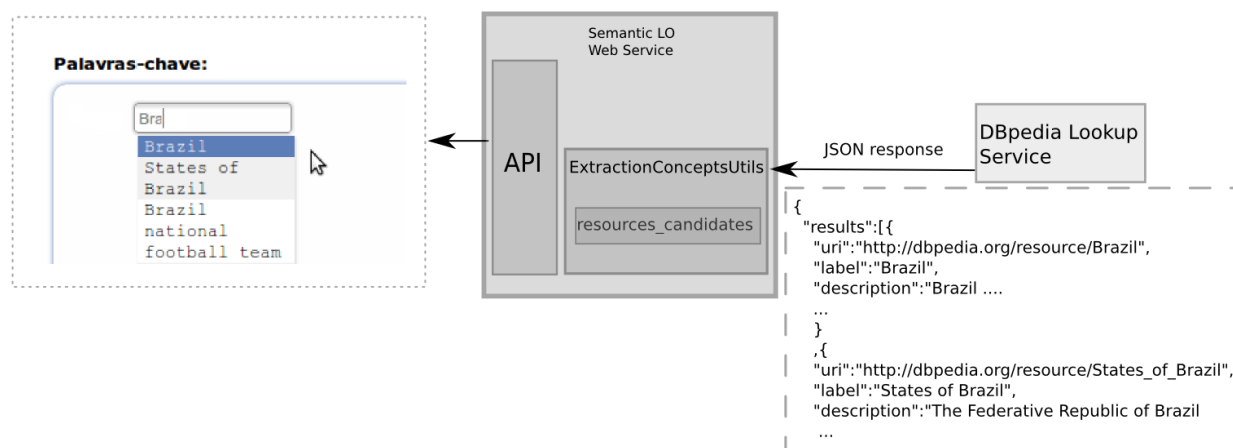 Palavras-chave:
Bra
Brazil
States of
Brazil
Brazil
national
football team
Semantic LO
Web Service
API
ExtractionConceptsUtils
resources_candidates
JSON response
DBpedia Lookup
Service
{
"results":[{
"uri":"http://dbpedia.org/resource/Brazil",
"label":"Brazil",
"description":"Brazil ....
...
}
,{
"uri":"http://dbpedia.org/resource/States_of_Brazil",
"label":"States of Brazil",
"description":"The Federative Republic of Brazil
...